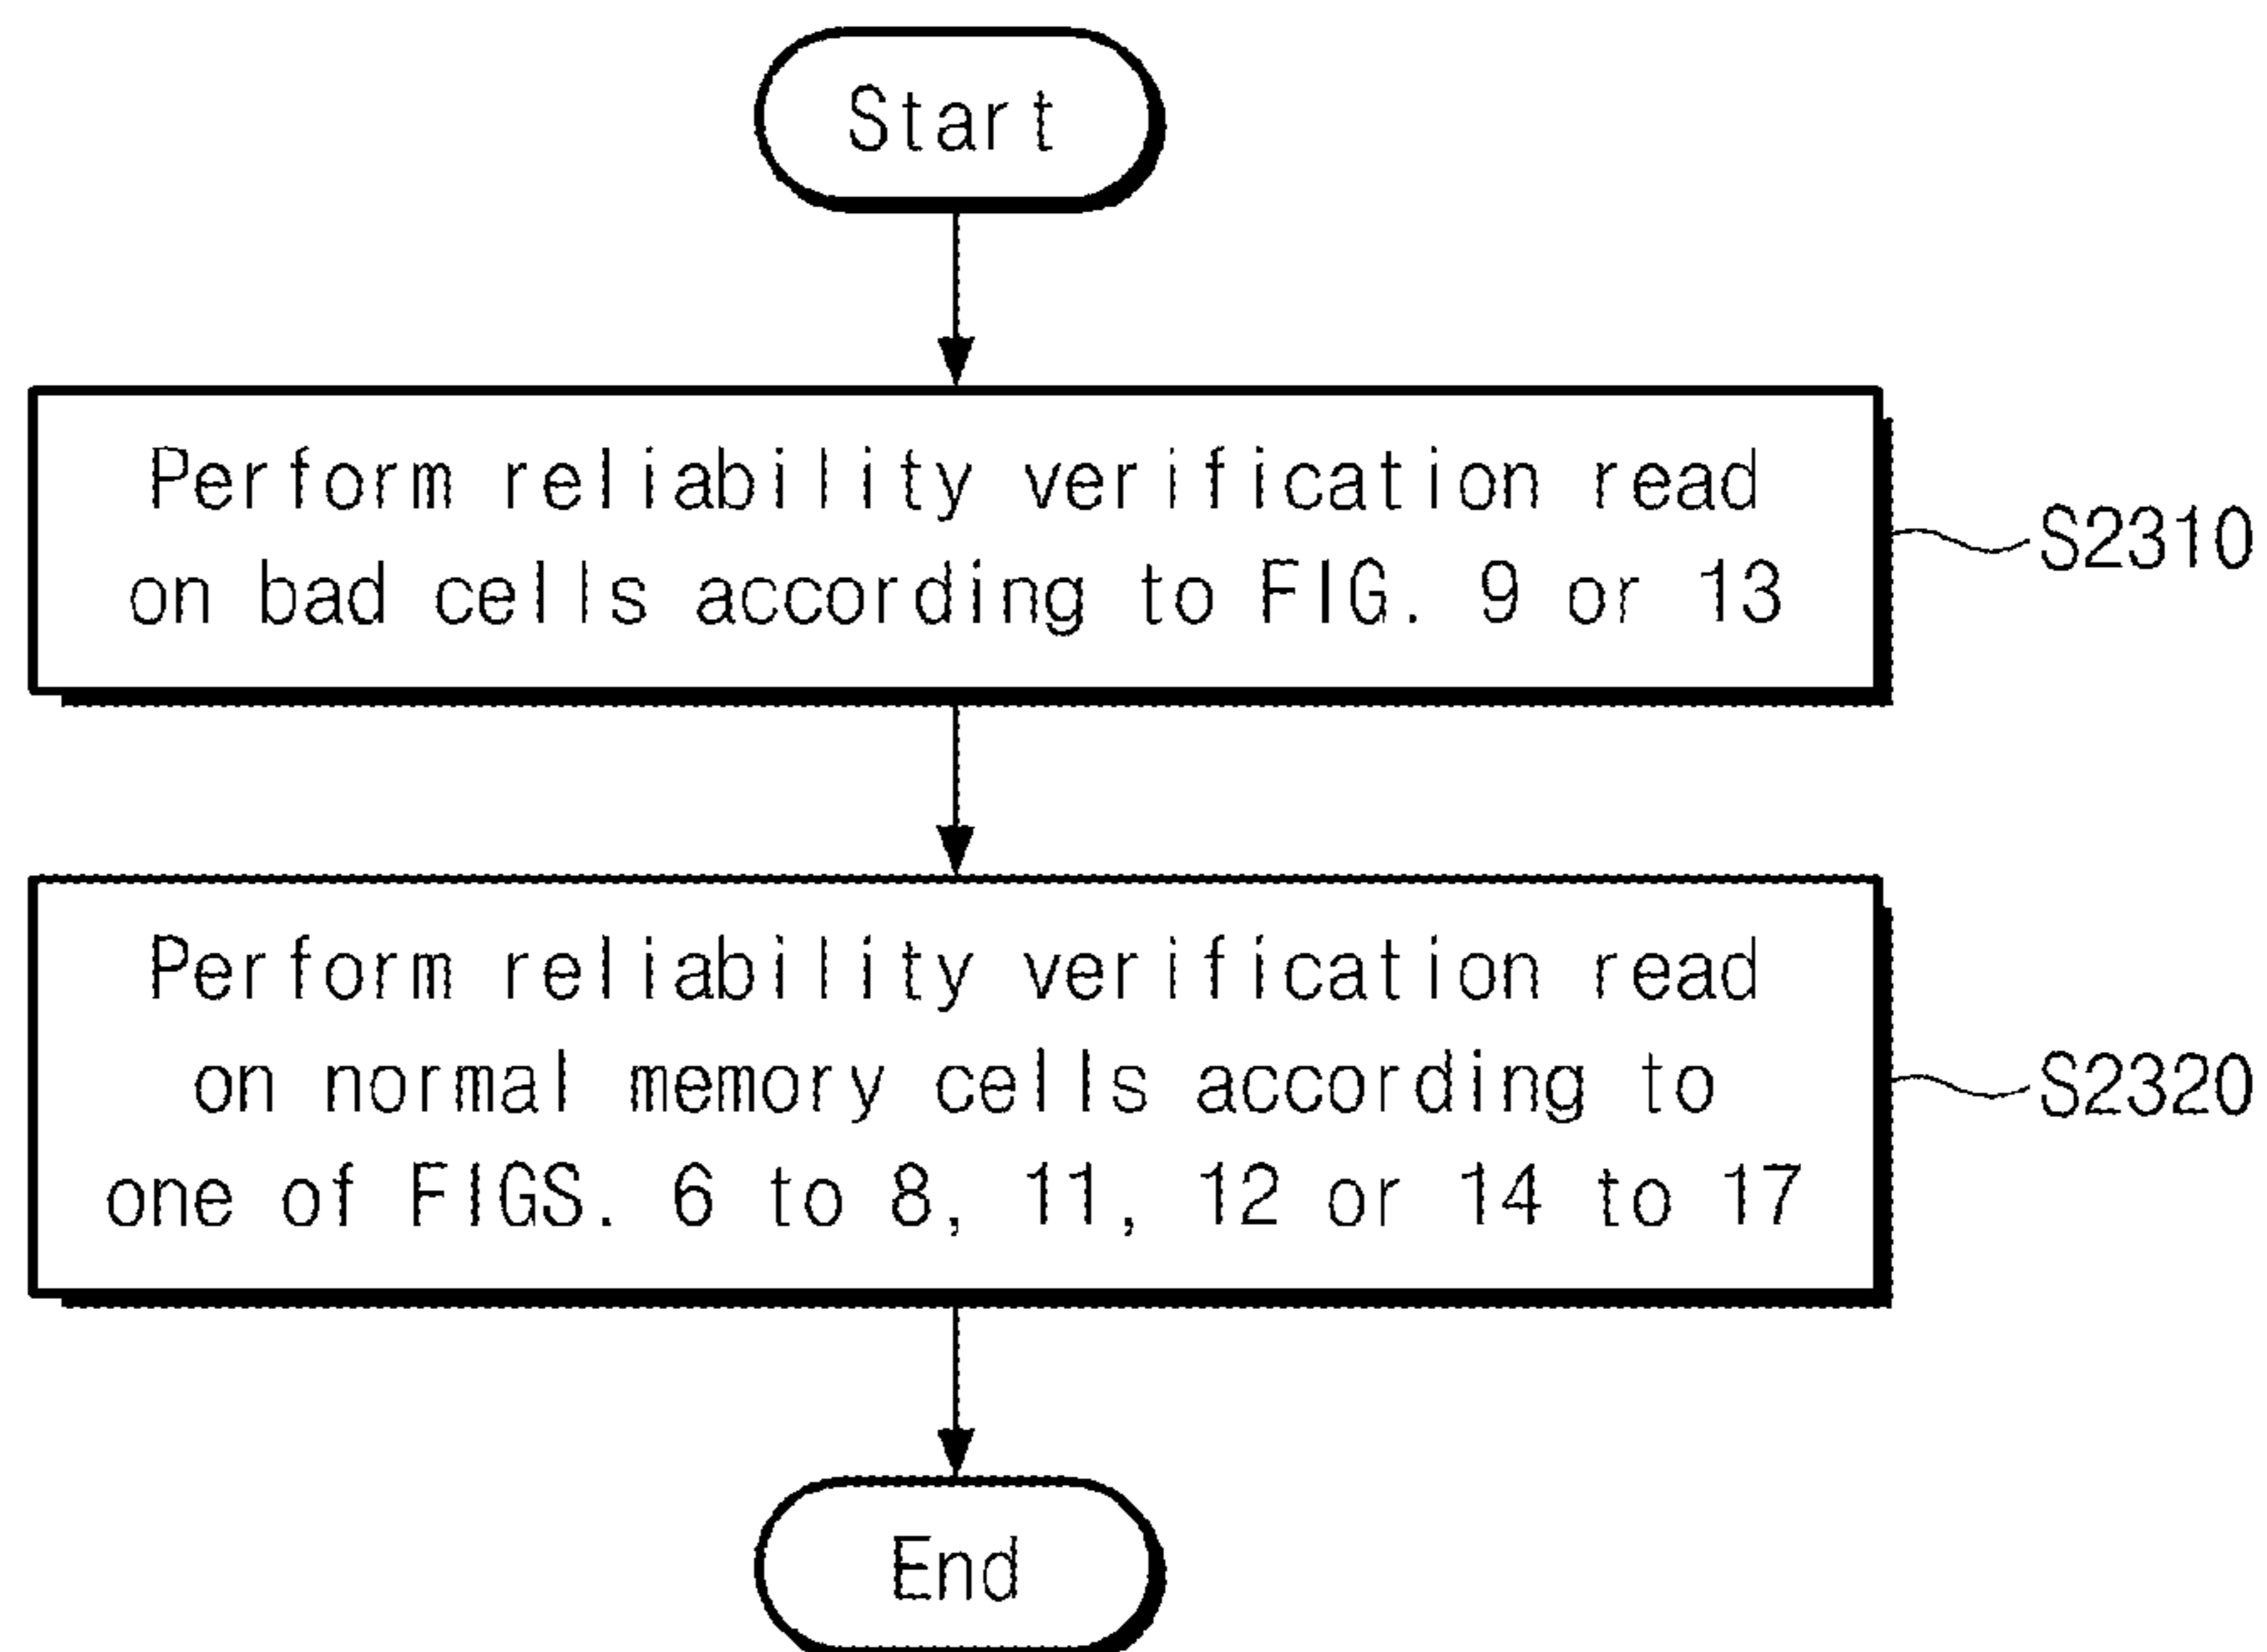 Start
Perform reliability verification read
on bad cells according to FIG. 9 or 13
S2310
Perform reliability verification read
on normal memory cells according to
one of FIGS. 6 to 8, 11, 12 or 14 to 17
S2320
End